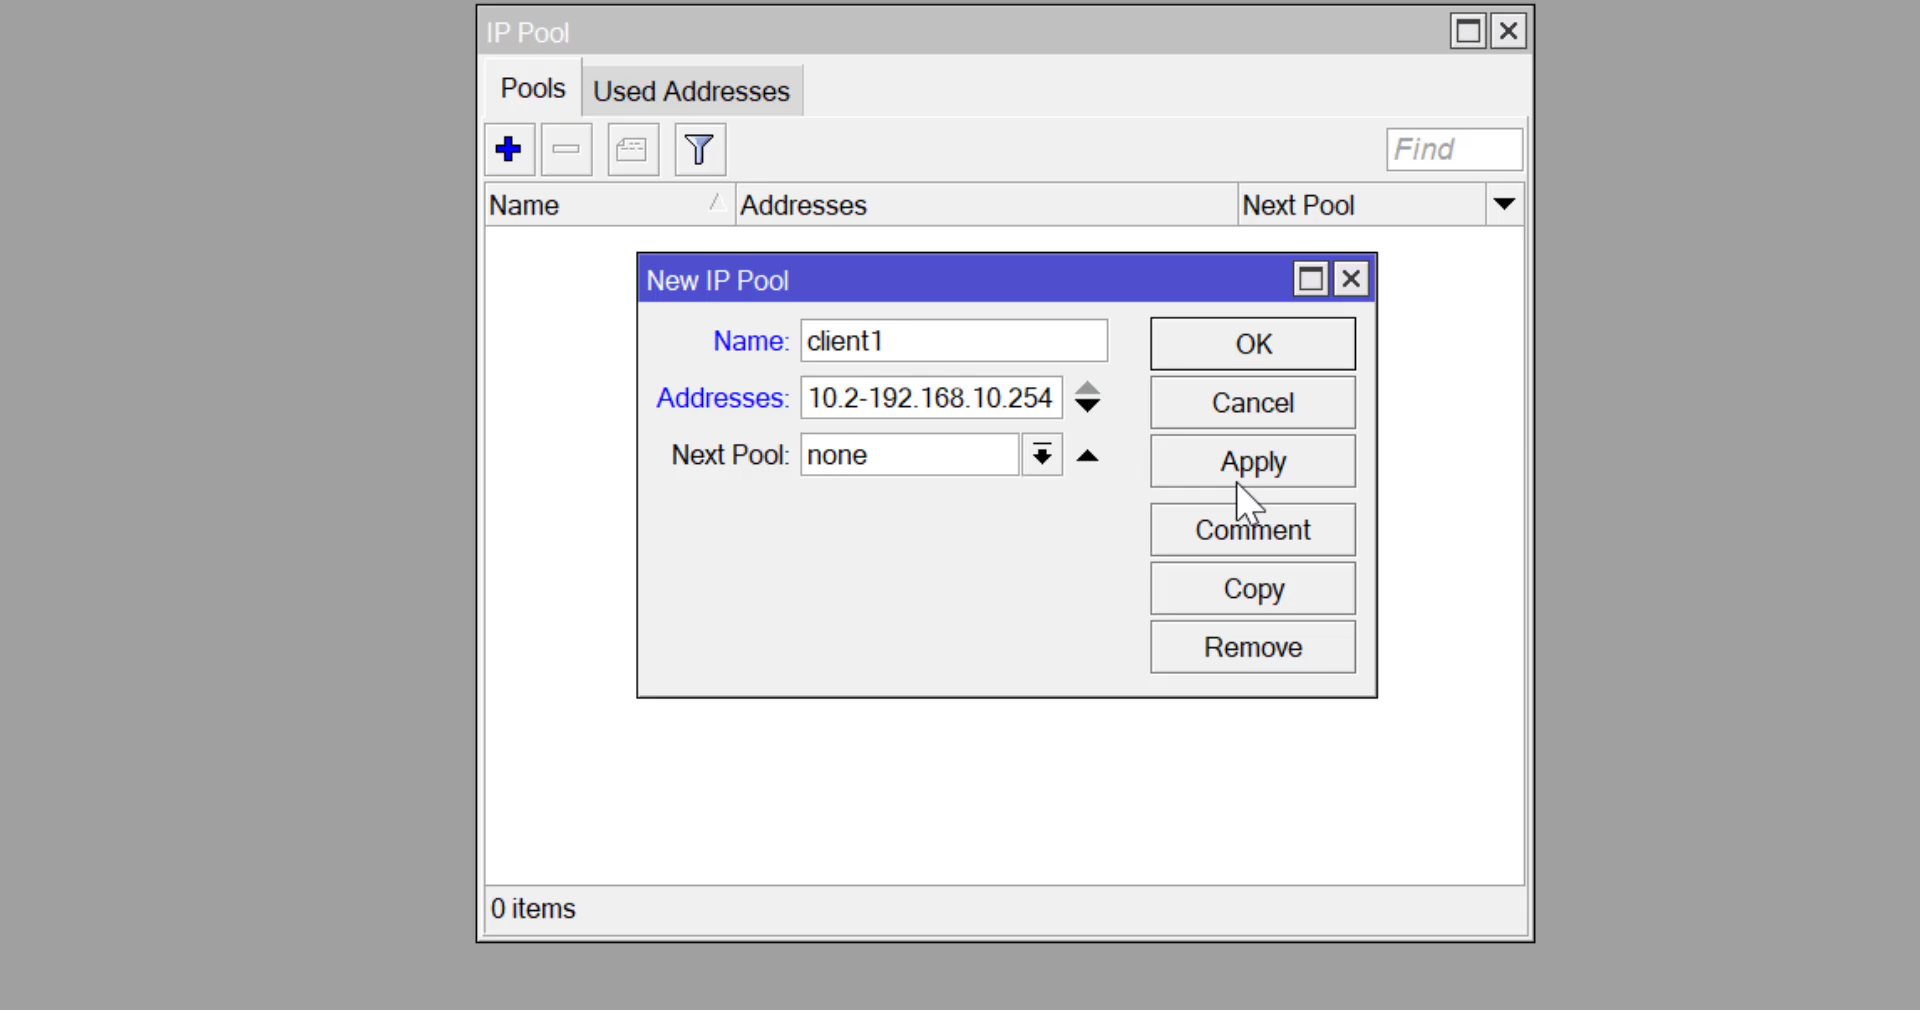 IP Pool
Pools
Used Addresses
Find
Name
Addresses
Next Pool
New IP Pool
Name: client1
Addresses: 10.2-192.168.10.254
Next Pool: none
OK
Cancel
Apply
Comment
Copy
Remove
0 items